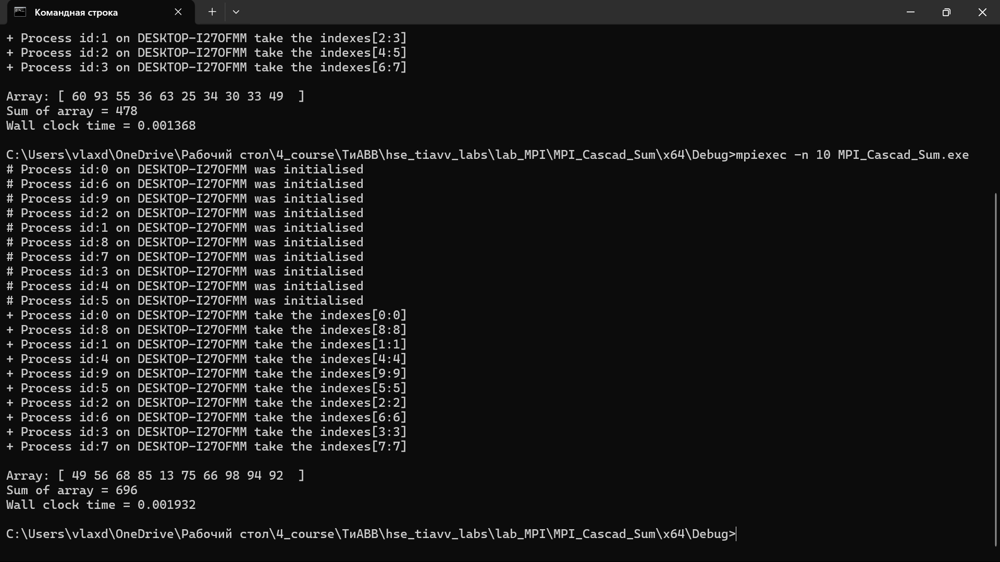 Командная строка
+ Process id:1 on DESKTOP-I27OFMM take the indexes[2:3]
+ Process id:2 on DESKTOP-I27OFMM take the indexes[4:5]
+ Process id:3 on DESKTOP-I27OFMM take the indexes[6:7]
Array: [ 60 93 55 36 63 25 34 30 33 49  ]
Sum of array = 478
Wall clock time = 0.001368
C:\Users\vlaxd\OneDrive\Рабочий стол\4_course\ТиАВВ\hse_tiavv_labs\lab_MPI\MPI_Cascad_Sum\x64\Debug>mpiexec -n 10 MPI_Cascad_Sum.exe
# Process id:0 on DESKTOP-I27OFMM was initialised
# Process id:6 on DESKTOP-I27OFMM was initialised
# Process id:9 on DESKTOP-I27OFMM was initialised
# Process id:2 on DESKTOP-I27OFMM was initialised
# Process id:1 on DESKTOP-I27OFMM was initialised
# Process id:8 on DESKTOP-I27OFMM was initialised
# Process id:7 on DESKTOP-I27OFMM was initialised
# Process id:3 on DESKTOP-I27OFMM was initialised
# Process id:4 on DESKTOP-I27OFMM was initialised
# Process id:5 on DESKTOP-I27OFMM was initialised
+ Process id:0 on DESKTOP-I27OFMM take the indexes[0:0]
+ Process id:8 on DESKTOP-I27OFMM take the indexes[8:8]
+ Process id:1 on DESKTOP-I27OFMM take the indexes[1:1]
+ Process id:4 on DESKTOP-I27OFMM take the indexes[4:4]
+ Process id:9 on DESKTOP-I27OFMM take the indexes[9:9]
+ Process id:5 on DESKTOP-I27OFMM take the indexes[5:5]
+ Process id:2 on DESKTOP-I27OFMM take the indexes[2:2]
+ Process id:6 on DESKTOP-I27OFMM take the indexes[6:6]
+ Process id:3 on DESKTOP-I27OFMM take the indexes[3:3]
+ Process id:7 on DESKTOP-I27OFMM take the indexes[7:7]
Array: [ 49 56 68 85 13 75 66 98 94 92  ]
Sum of array = 696
Wall clock time = 0.001932
C:\Users\vlaxd\OneDrive\Рабочий стол\4_course\ТиАВВ\hse_tiavv_labs\lab_MPI\MPI_Cascad_Sum\x64\Debug>